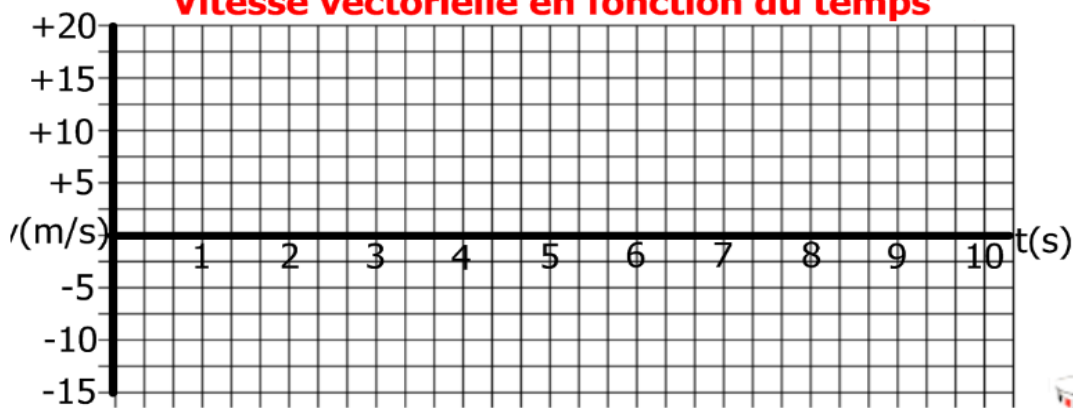 Vitesse vectorielle en fonction du temps
+20
+15
+10
+5
v(m/s)
1 2 3 4 5 6 7 8 9 10 t(s)
-5
-10
-15